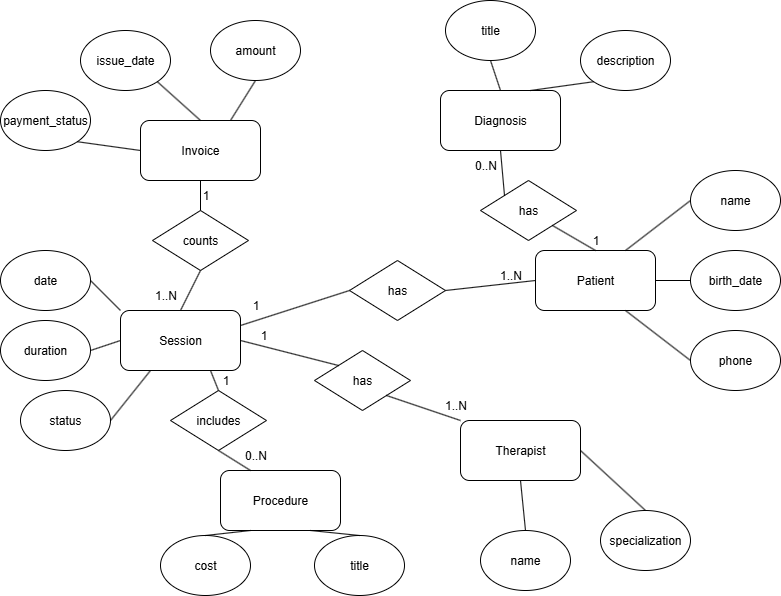 title
issue_date
amount
description
payment_status
Diagnosis
Invoice
0..N
1
name
has
counts
1
date
1..N
1
has
1..N
Patient
birth_date
Session
1
duration
phone
1
has
status
includes
1..N
0..N
Therapist
Procedure
specialization
cost
title
name